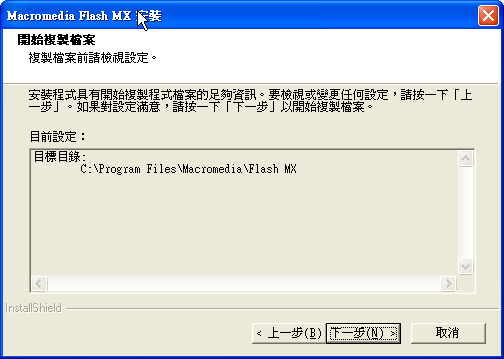 Macromedia Flash MX 安裝
開始複製檔案
複製檔案前請檢視設定。
安裝程式具有開始複製程式檔案的足夠資訊。要檢視或變更任何設定，請按一下「上
一步」。如果對設定滿意，請按一下「下一步」以開始複製檔案。
目前設定：
目標目錄:
C:\Program Files\Macromedia\Flash MX
InstallShield
< 上一步(B)
下一步(N) >
取消